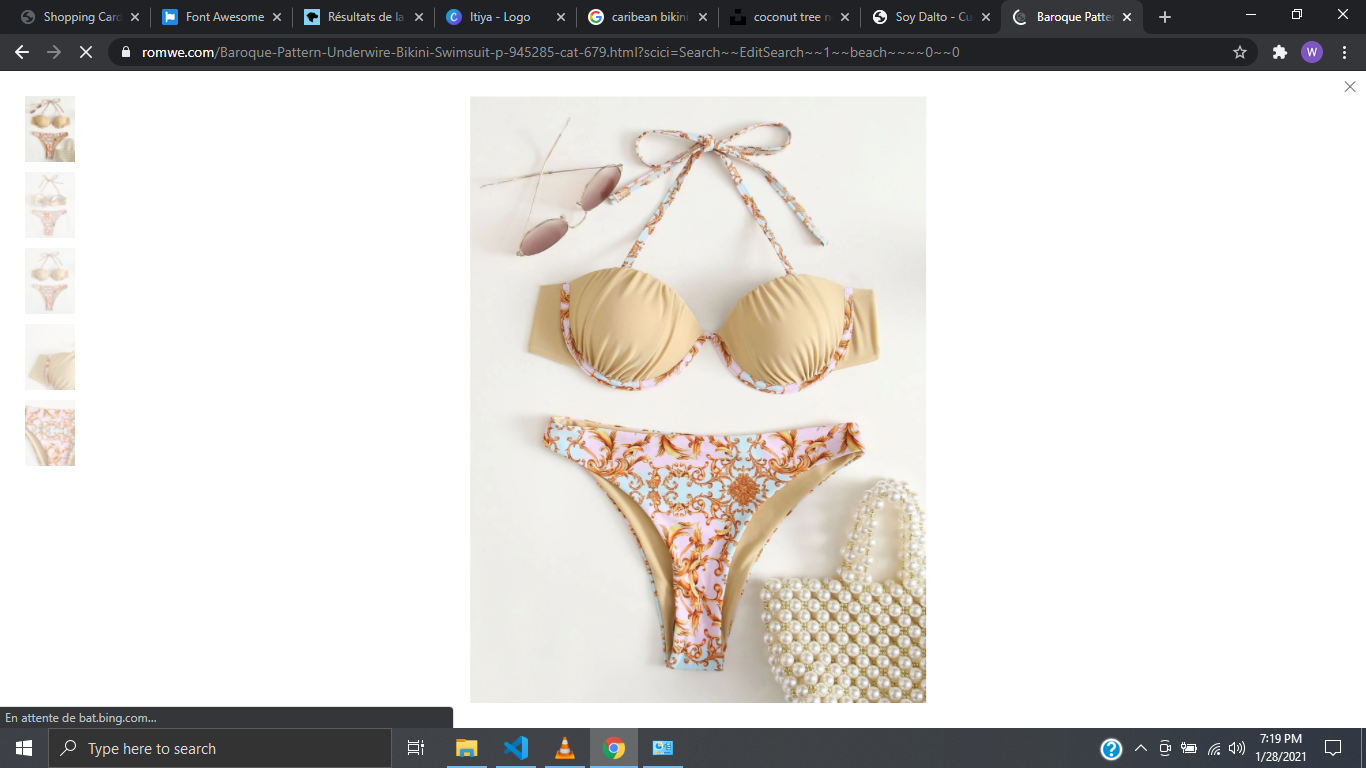 Shopping Card
Font Awesome
Résultats de la
Itiya - Logo
caribean bikini
coconut tree n
Soy Dalto - Cu
Baroque Patte
romwe.com/Baroque-Pattern-Underwire-Bikini-Swimsuit-p-945285-cat-679.html?scici=Search~~EditSearch~~1~~beach~~~~0~~0
W
En attente de bat.bing.com...
Type here to search
7:19 PM
1/28/2021